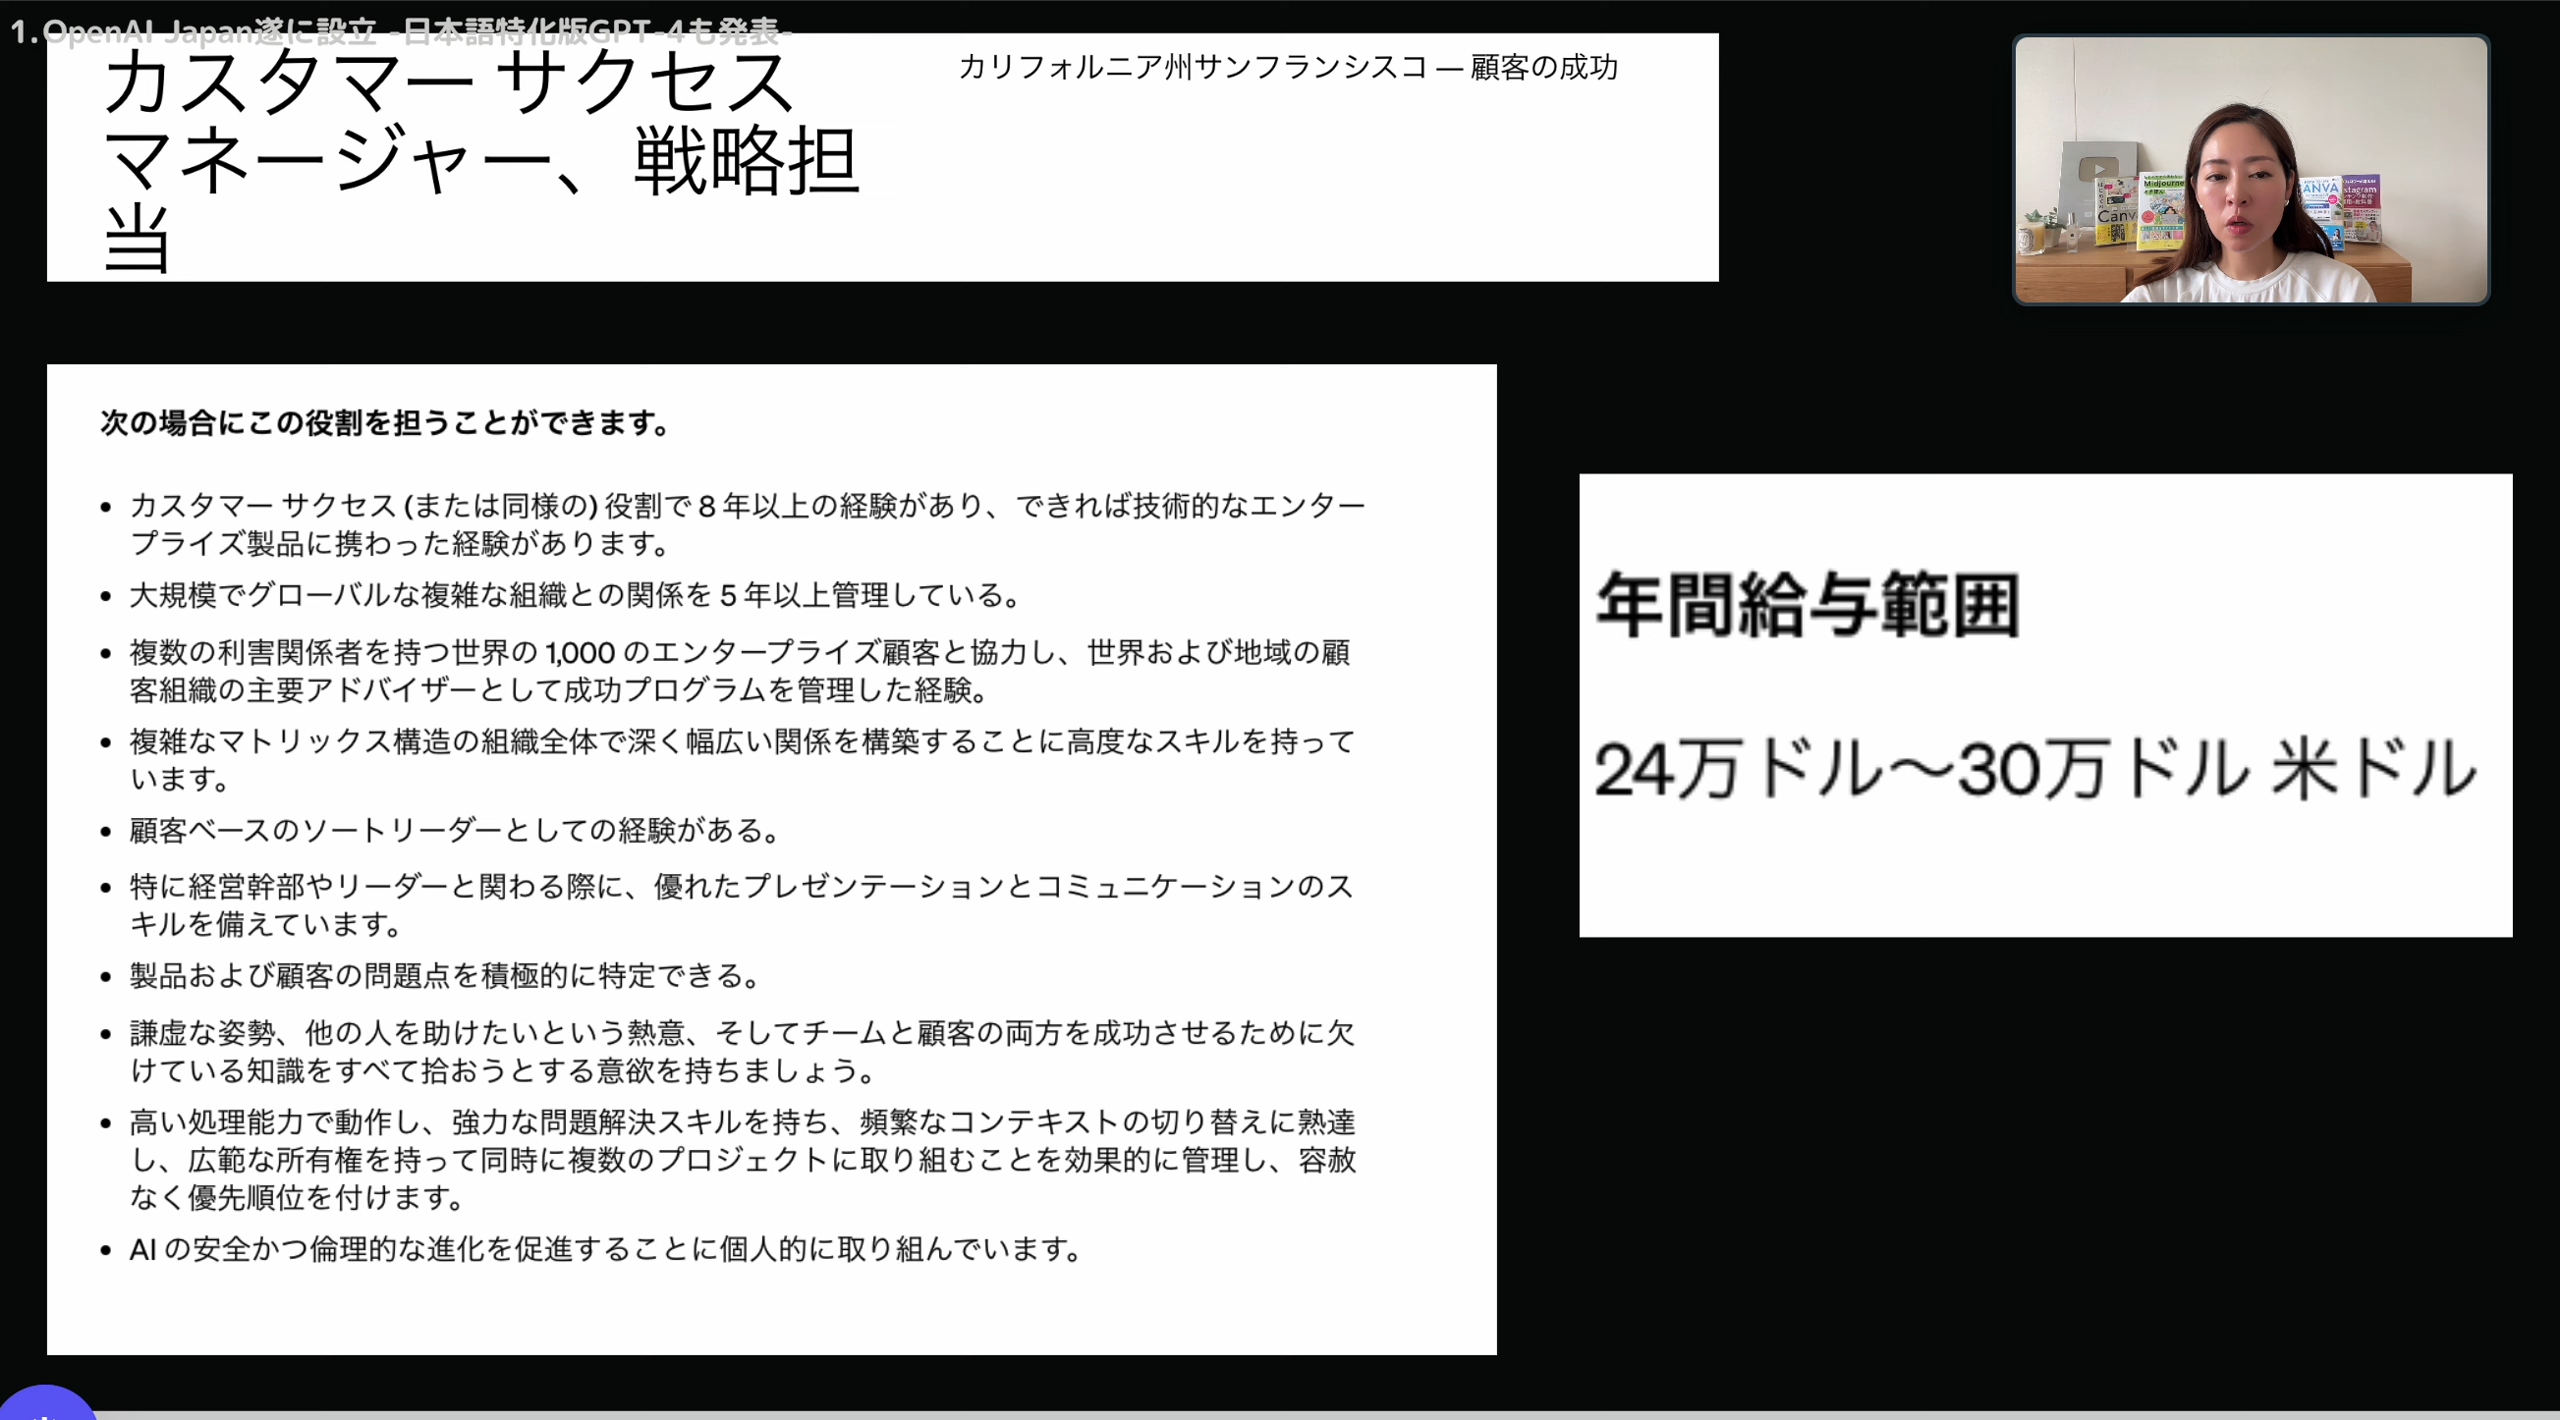 1.OpenAI Japan遂に設立 -日本語特化版GPT-4も発表-
カスタマー サクセス
マネージャー、戦略担
当
カリフォルニア州サンフランシスコ — 顧客の成功
Midjourne
Canv
ANVA
stagram
次の場合にこの役割を担うことができます。
• カスタマー サクセス (または同様の) 役割で 8 年以上の経験があり、できれば技術的なエンター
プライズ製品に携わった経験があります。
• 大規模でグローバルな複雑な組織との関係を 5 年以上管理している。
• 複数の利害関係者を持つ世界の 1,000 のエンタープライズ顧客と協力し、世界および地域の顧
客組織の主要アドバイザーとして成功プログラムを管理した経験。
• 複雑なマトリックス構造の組織全体で深く幅広い関係を構築することに高度なスキルを持って
います。
• 顧客ベースのソートリーダーとしての経験がある。
• 特に経営幹部やリーダーと関わる際に、優れたプレゼンテーションとコミュニケーションのス
キルを備えています。
• 製品および顧客の問題点を積極的に特定できる。
• 謙虚な姿勢、他の人を助けたいという熱意、そしてチームと顧客の両方を成功させるために欠
けている知識をすべて拾おうとする意欲を持ちましょう。
• 高い処理能力で動作し、強力な問題解決スキルを持ち、頻繁なコンテキストの切り替えに熟達
し、広範な所有権を持って同時に複数のプロジェクトに取り組むことを効果的に管理し、容赦
なく優先順位を付けます。
• AI の安全かつ倫理的な進化を促進することに個人的に取り組んでいます。
年間給与範囲
24万ドル〜30万ドル 米ドル